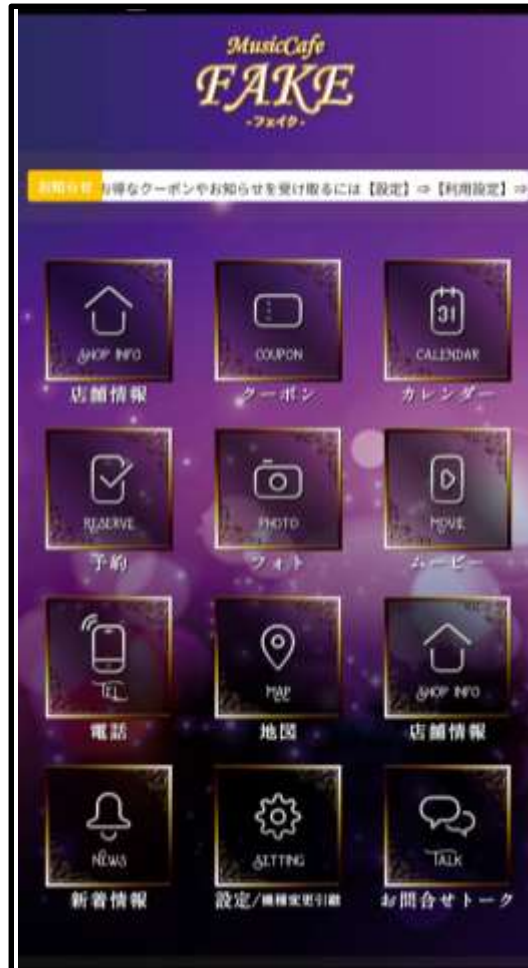 MusicCafe
FAKE
-フェイク-
お知らせ お得なクーポンやお知らせを受け取るには【設定】⇒【利用設定】⇒
SHOP INFO
COUPON
31
CALENDAR
店舗情報
クーポン
カレンダー
RESERVE
PHOTO
MOVIE
予約
フォト
ムービー
TEL
MAP
SHOP INFO
電話
地図
店舗情報
NEWS
SETTING
TALK
新着情報
設定/機種変更引継
お問合せトーク